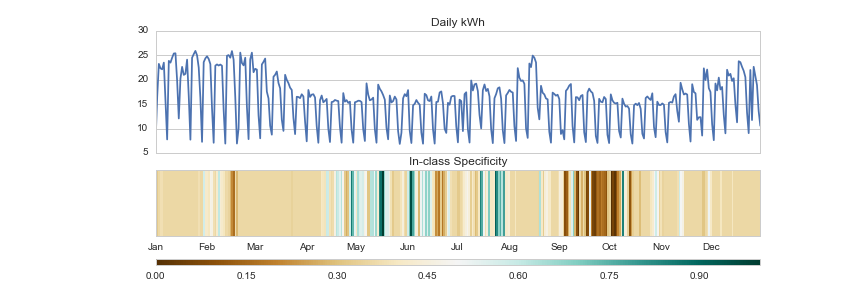 Daily kWh
30
25
20
15
10
5
In-class Specificity
Jan Feb Mar Apr May Jun Jul Aug Sep Oct Nov Dec
0.00 0.15 0.30 0.45 0.60 0.75 0.90